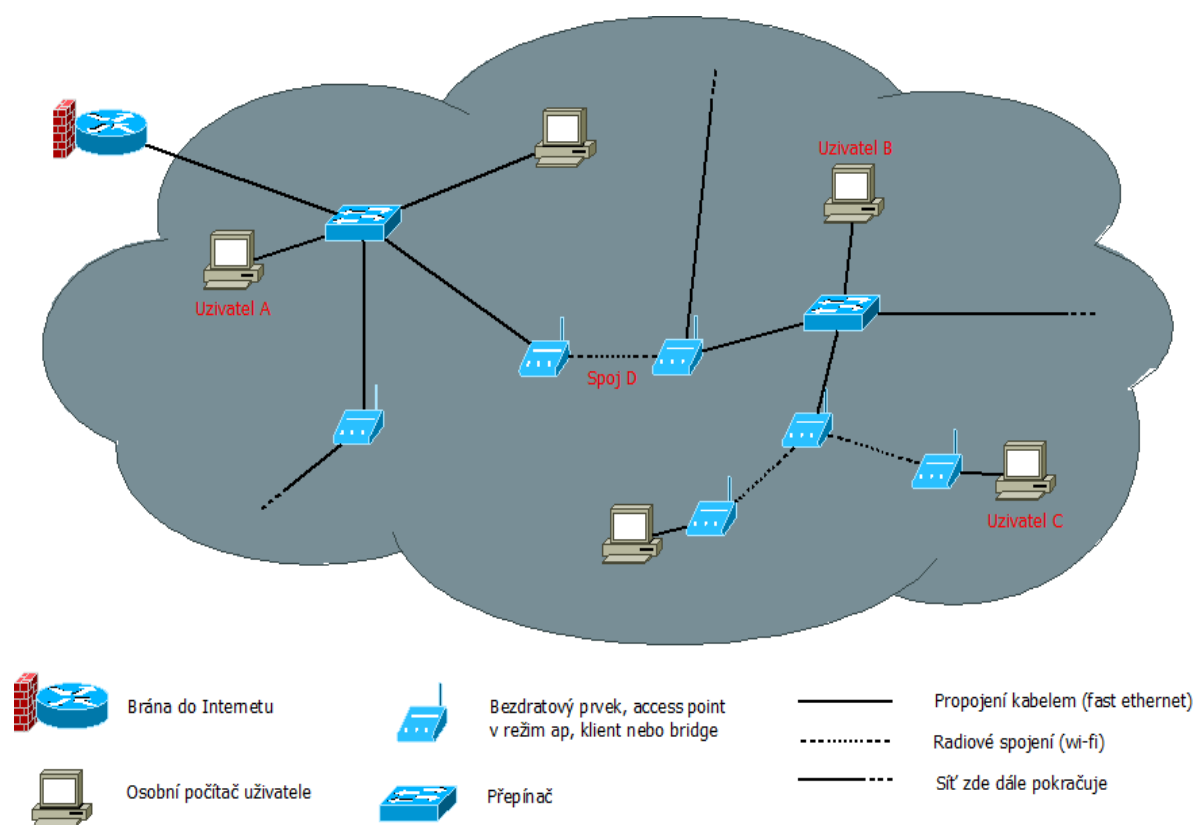 Uzivatel B
Uzivatel A
Spoj D
Uzivatel C
Brána do Internetu
Bezdratový prvek, access point
v režim ap, klient nebo bridge
Propojení kabelem (fast ethernet)
Radiové spojení (wi-fi)
Osobní počítač uživatele
Přepínač
Síť zde dále pokračuje